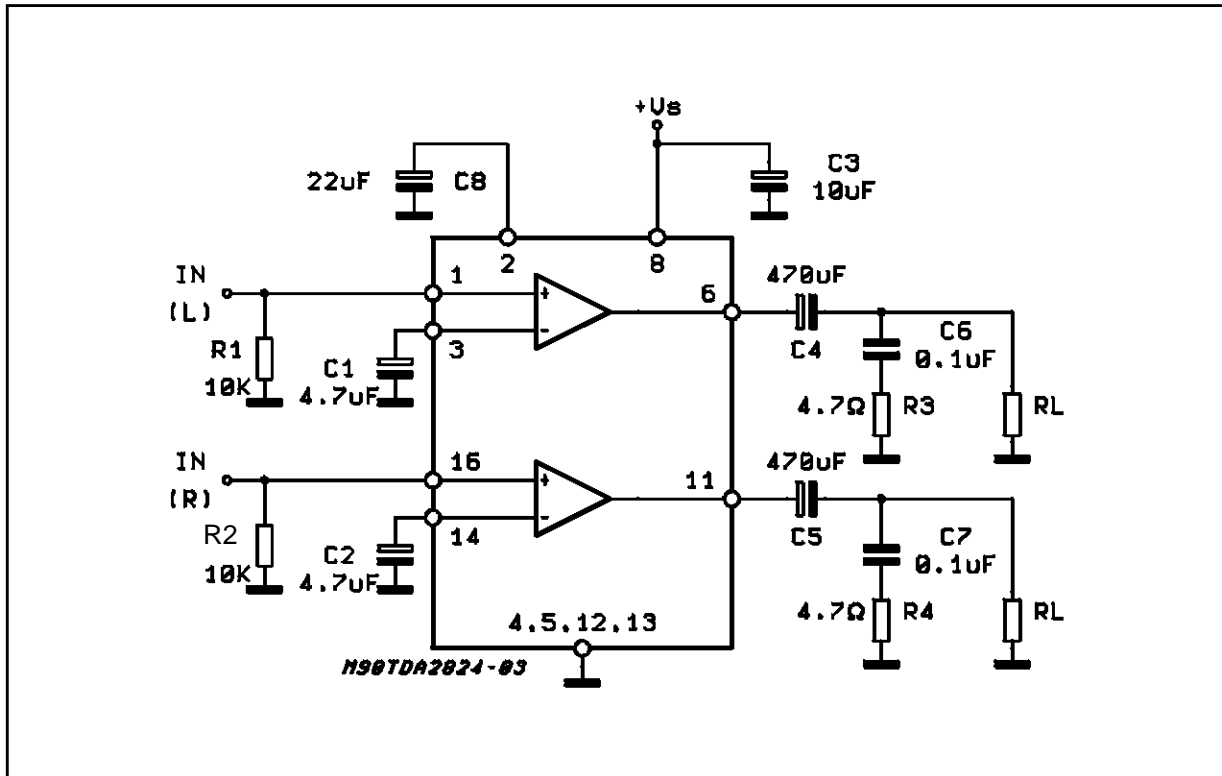 +Vs
22uF C8
C3
10uF
2
8
IN
(L)
1
6
470uF
R1
10K
3
C1
4.7uF
C4
C6
0.1uF
4.7Ω R3
RL
IN
(R)
16
11
470uF
R2
10K
14
C2
4.7uF
C5
C7
0.1uF
4.7Ω R4
RL
4.5.12.13
M90TDA2824-03
+
-
+
-